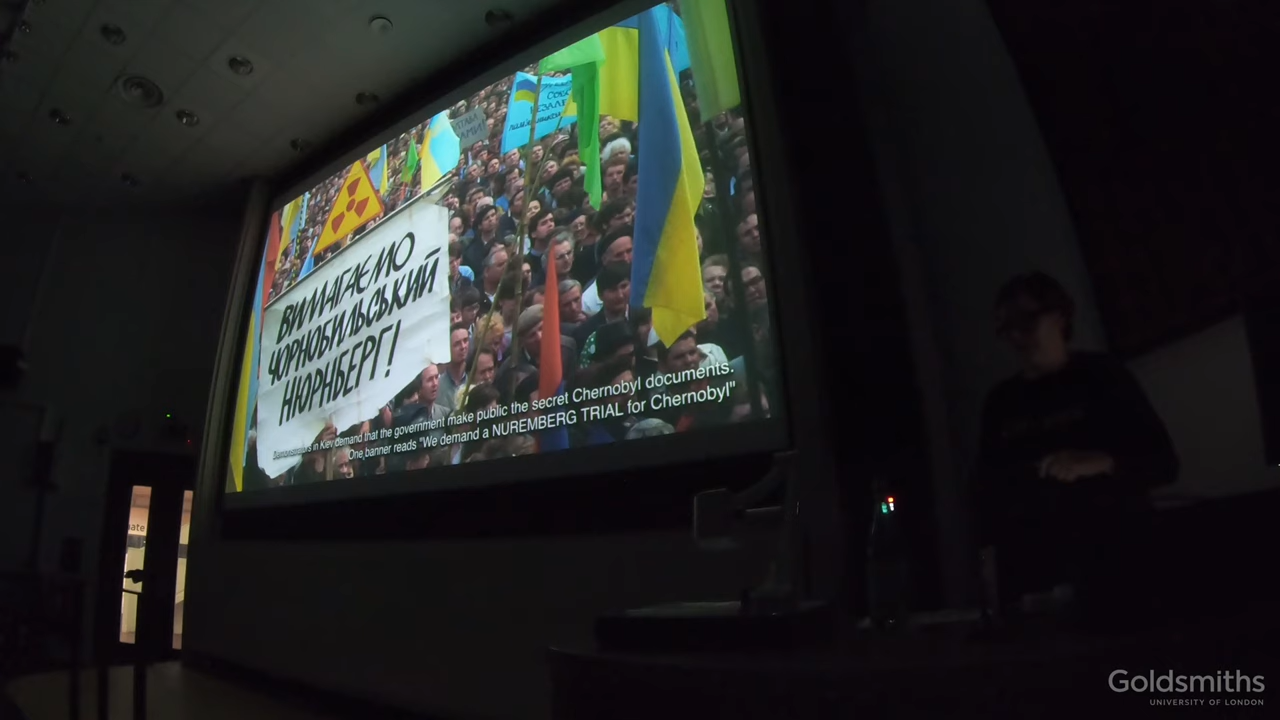 ВИМАГАЄМО
ЧОРНОБИЛЬСЬКИЙ
НЮРНБЕРГ!
Demonstrators in Kiev demand that the government make public the secret Chernobyl documents.
One banner reads "We demand a NUREMBERG TRIAL for Chernobyl"
Goldsmiths
UNIVERSITY OF LONDON